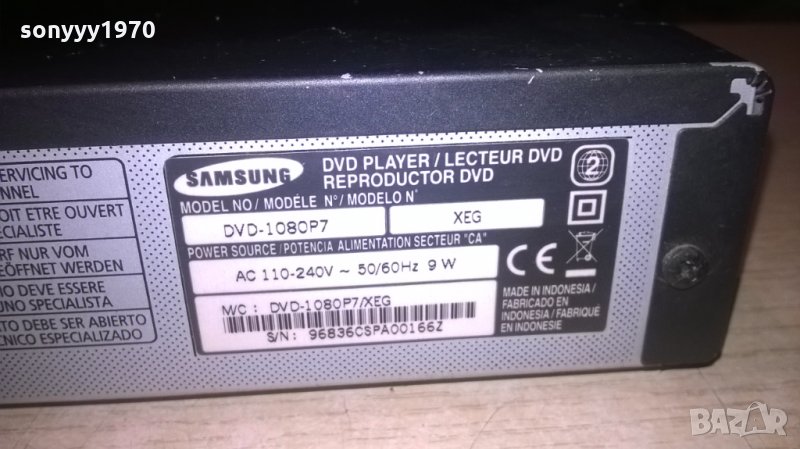 sonyyy1970
SERVICING TO
NNEL
OIT ETRE OUVERT
CIALISTE
RF NUR VOM
EÖFFNET WERDEN
IO DEVE ESSERE
UNO SPECIALISTA
TO DEBE SER ABIERTO
CNICO ESPECIALIZADO
SAMSUNG
DVD PLAYER / LECTEUR DVD
REPRODUCTOR DVD
2
MODEL NO / MODÈLE N° / MODELO N°
DVD-1080P7
XEG
POWER SOURCE / POTENCIA ALIMENTATION SECTEUR "CA"
AC 110-240V ~ 50/60Hz 9 W
CE
M/C : DVD-1080P7/XEG
S/N : 96836CSPA00166Z
MADE IN INDONESIA /
FABRICADO EN
INDONESIA / FABRIQUÉ
EN INDONESIE
BAZAR